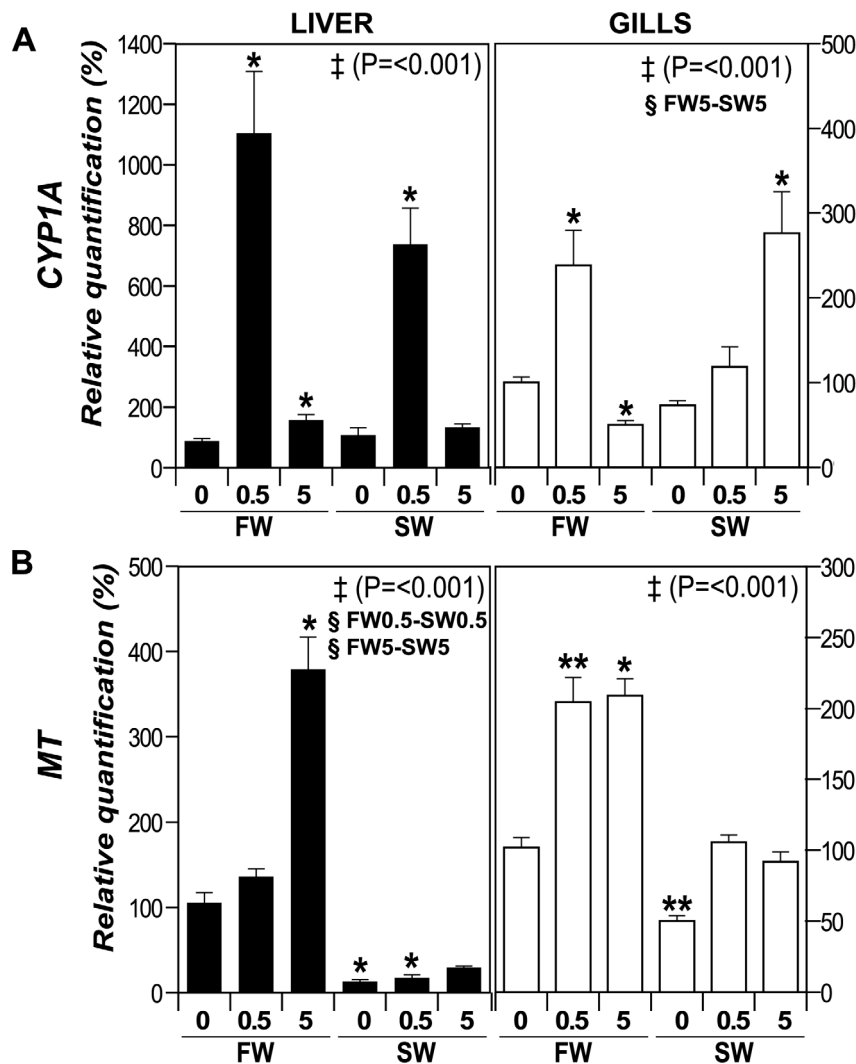 LIVER GILLS
A
1400 500
* ‡ (P=<0.001) ‡ (P=<0.001)
1200 § FW5-SW5
400
1000
* *
800 * 300
600
200
400
* 100
200 *
0 0
CYP1A
Relative quantification (%)
0 0.5 5 0 0.5 5 0 0.5 5 0 0.5 5
FW SW FW SW
B
500 300
‡ (P=<0.001) ‡ (P=<0.001)
* § FW0.5-SW0.5
§ FW5-SW5 250
400 ** *
200
300
150
200
100
100 **
50
* *
0 0
MT
Relative quantification (%)
0 0.5 5 0 0.5 5 0 0.5 5 0 0.5 5
FW SW FW SW